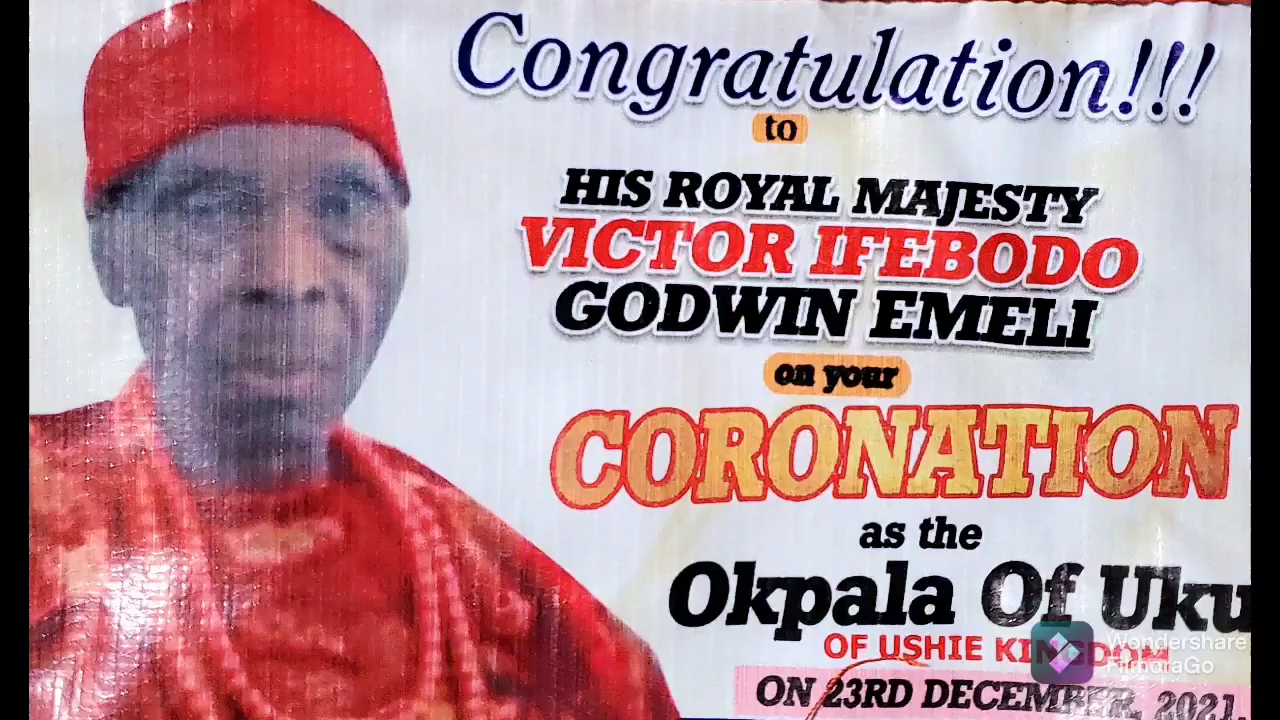 Congratulation!!!
to
HIS ROYAL MAJESTY
VICTOR IFEBODO
GODWIN EMELI
on your
CORONATION
as the
Okpala Of Uku
OF USHIE KINGDOM
ON 23RD DECEMBER, 2021.
Wondershare
FilmoraGo